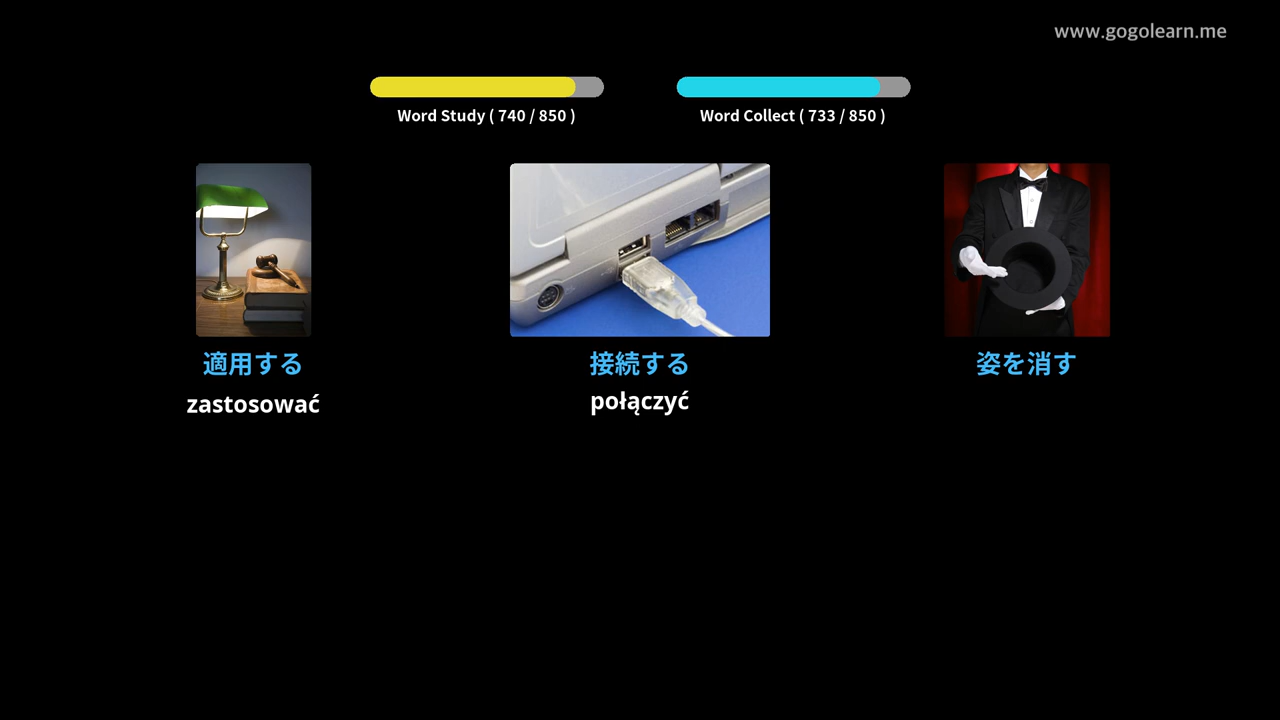 www.gogolearn.me
Word Study ( 740 / 850 )
Word Collect ( 733 / 850 )
適用する
接続する
姿を消す
zastosować
połączyć